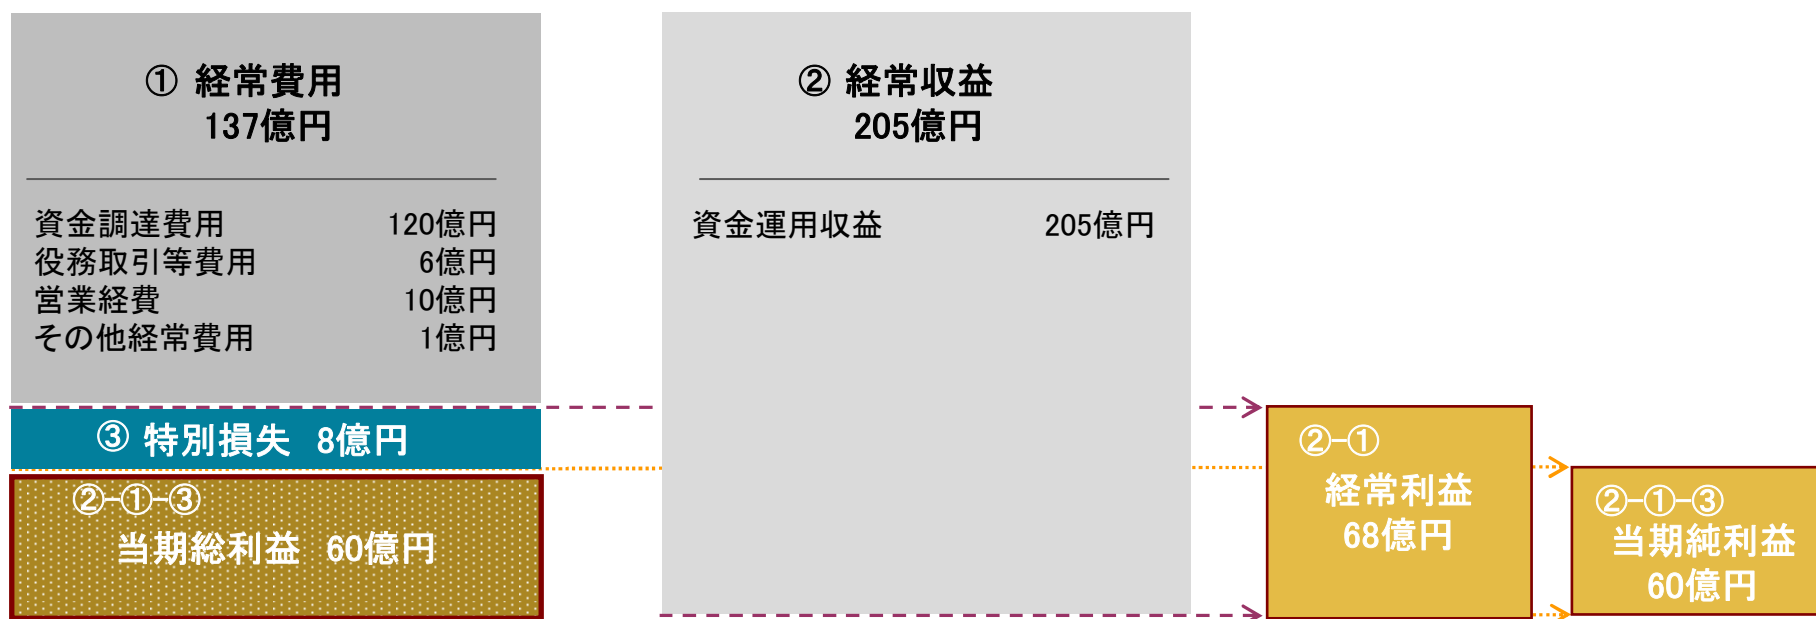 ① 経常費用
137億円
資金調達費用 120億円
役務取引等費用 6億円
営業経費 10億円
その他経常費用 1億円
③ 特別損失 8億円
②-①-③
当期総利益 60億円
② 経常収益
205億円
資金運用収益 205億円
②-①
経常利益
68億円
②-①-③
当期純利益
60億円